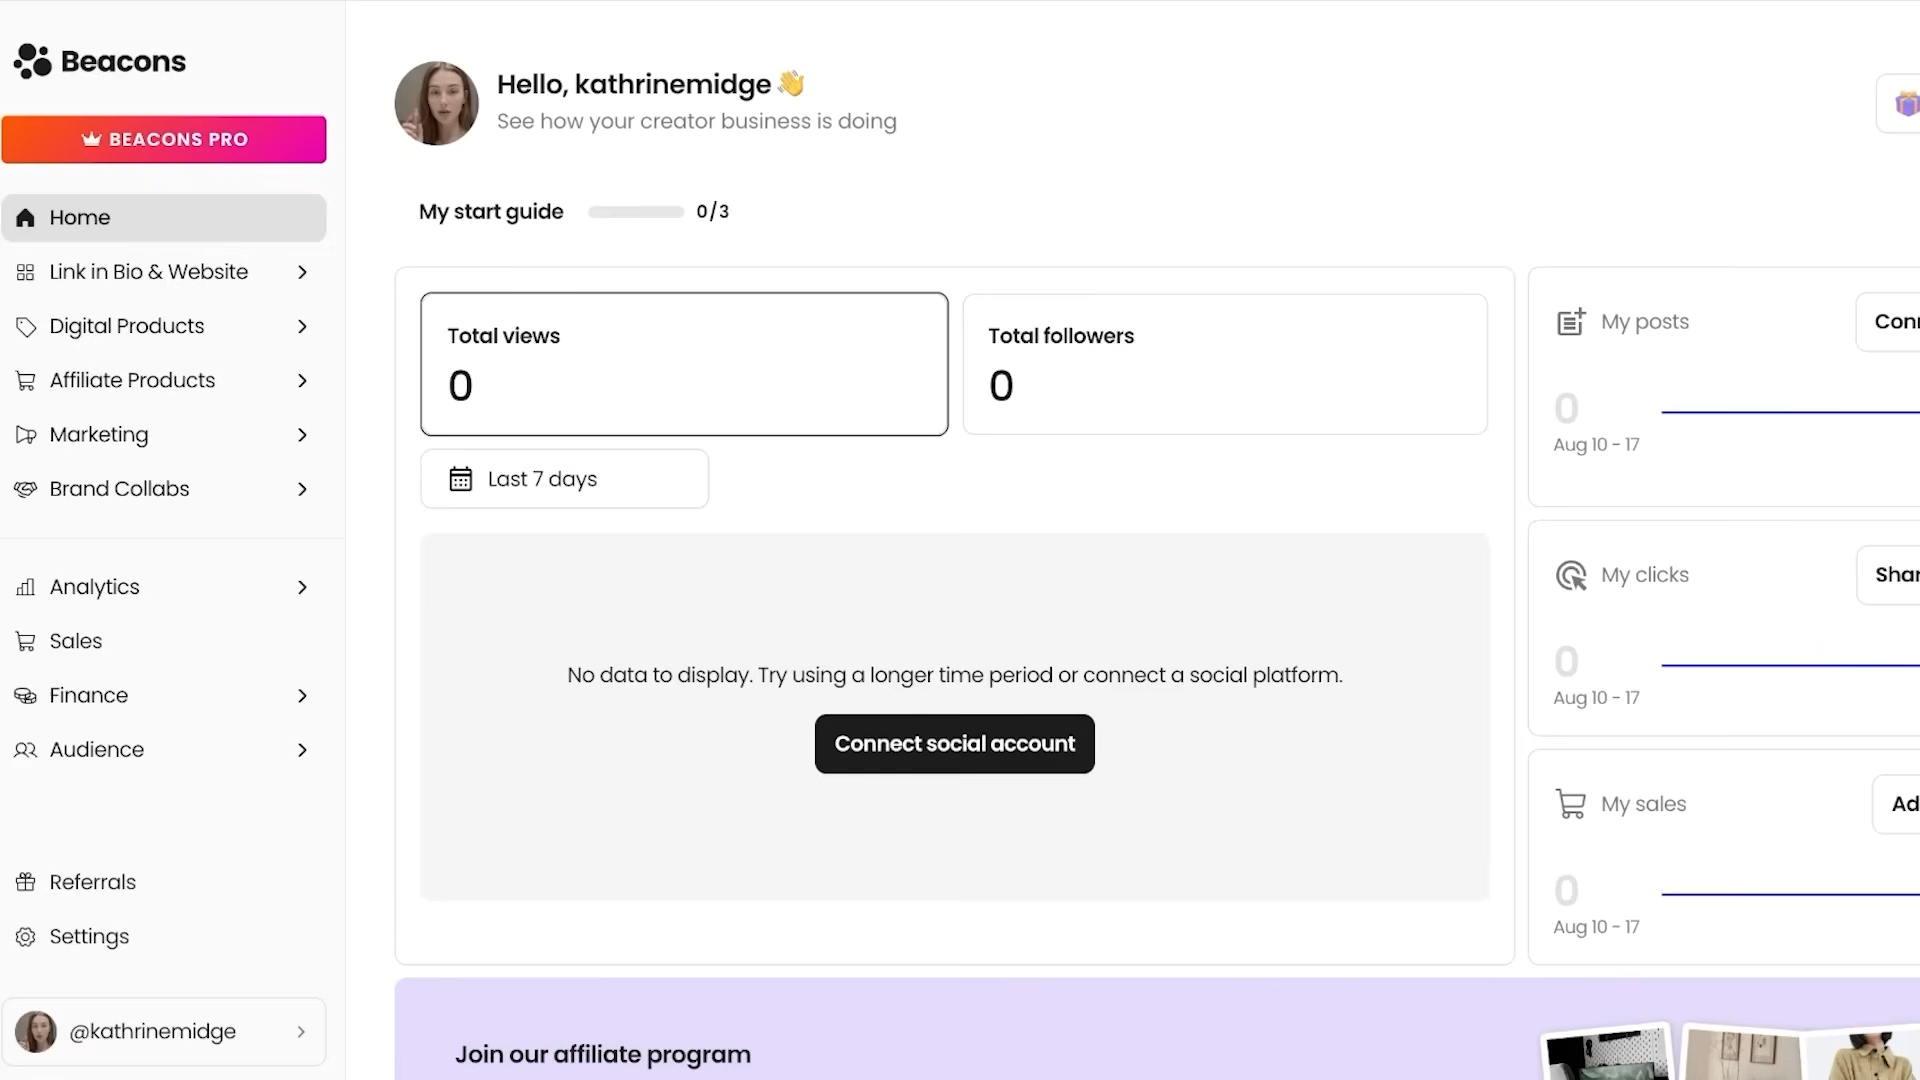 Beacons
BEACONS PRO
Home
Link in Bio & Website
Digital Products
Affiliate Products
Marketing
Brand Collabs
Analytics
Sales
Finance
Audience
Referrals
Settings
@kathrinemidge
Hello, kathrinemidge 👋
See how your creator business is doing
My start guide 0/3
Total views
0
Total followers
0
Last 7 days
No data to display. Try using a longer time period or connect a social platform.
Connect social account
My posts
0
Aug 10 - 17
My clicks
0
Aug 10 - 17
My sales
0
Aug 10 - 17
Join our affiliate program